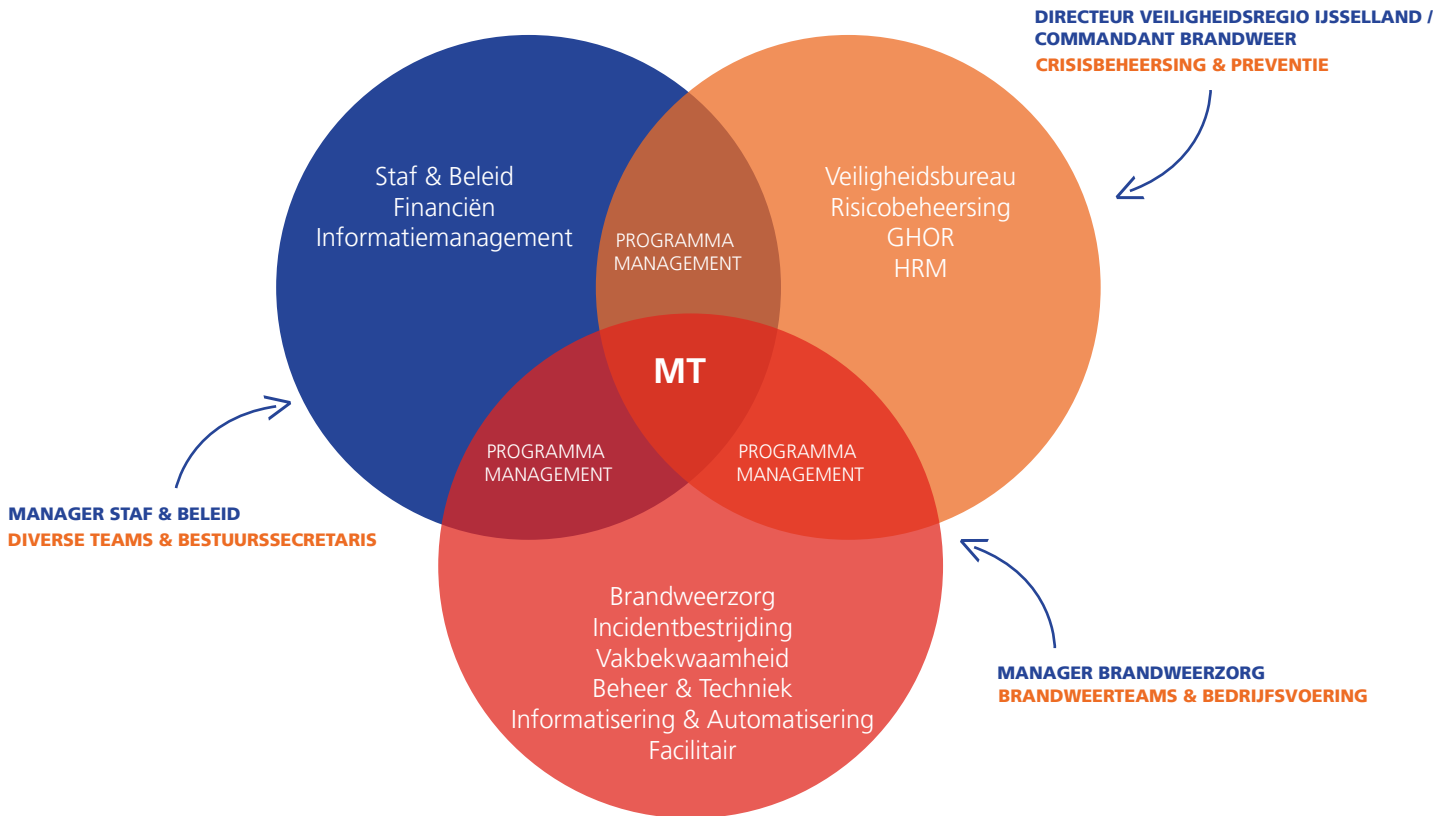 DIRECTEUR VEILIGHEIDSREGIO IJSSELLAND /
COMMANDANT BRANDWEER
CRISISBEHEERSING & PREVENTIE
Staf & Beleid
Financiën
Informatiemanagement
Veiligheidsbureau
Risicobeheersing
GHOR
HRM
PROGRAMMA
MANAGEMENT
MT
PROGRAMMA
MANAGEMENT
PROGRAMMA
MANAGEMENT
MANAGER STAF & BELEID
DIVERSE TEAMS & BESTUURSSECRETARIS
Brandweerzorg
Incidentbestrijding
Vakbekwaamheid
Beheer & Techniek
Informatisering & Automatisering
Facilitair
MANAGER BRANDWEERZORG
BRANDWEERTEAMS & BEDRIJFSVOERING